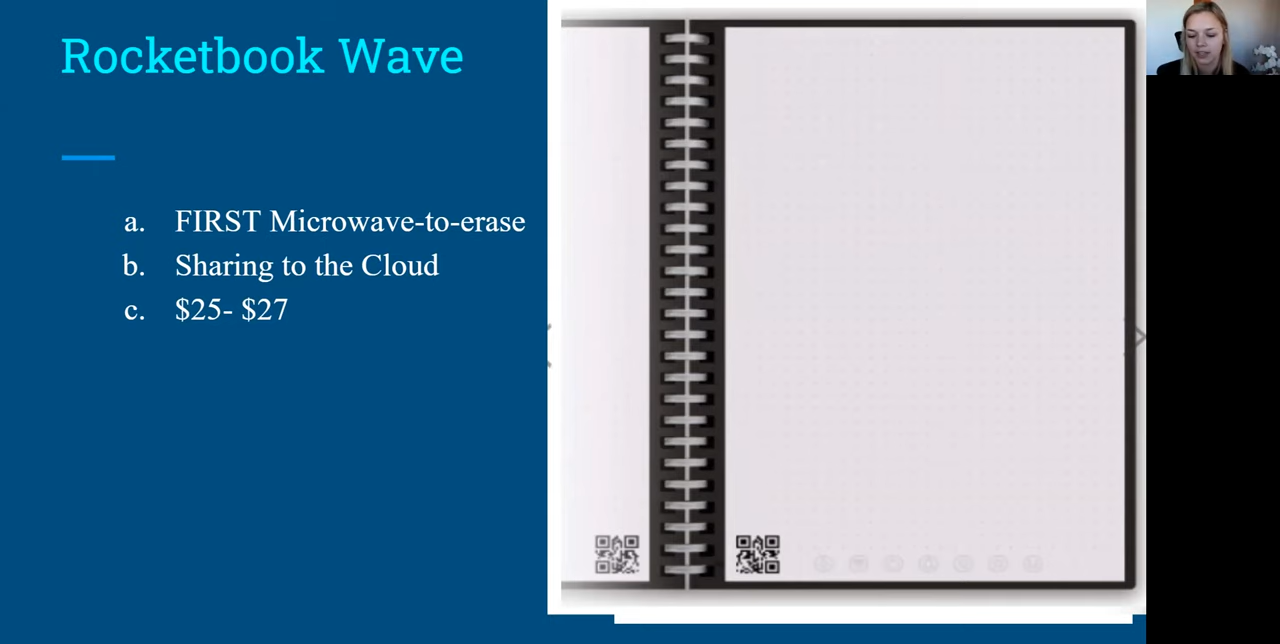 Rocketbook Wave
a. FIRST Microwave-to-erase
b. Sharing to the Cloud
c. $25- $27